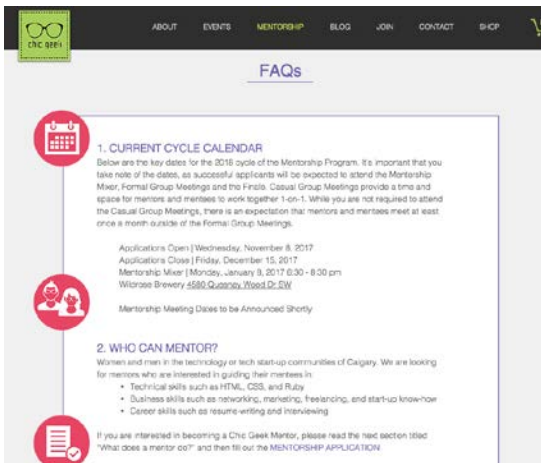 chic geek
ABOUT EVENTS MENTORSHIP BLOG JOIN CONTACT SHOP
FAQs
1. CURRENT CYCLE CALENDAR
Below are the key dates for the 2018 cycle of the Mentorship Program. It's important that you
take note of the dates, as successful applicants will be expected to attend the Mentorship
Mixer, Formal Group Meetings and the Finale. Casual Group Meetings provide a time and
space for mentors and mentees to work together 1-on-1. While you are not required to attend
the Casual Group Meetings, there is an expectation that mentors and mentees meet at least
once a month outside of the Formal Group Meetings.
Applications Open | Wednesday, November 8, 2017
Applications Close | Friday, December 15, 2017
Mentorship Mixer | Monday, January 9, 2017 6:30 - 8:30 pm
Wildrose Brewery 4580 Quesnay Wood Dr SW
Mentorship Meeting Dates to be Announced Shortly
2. WHO CAN MENTOR?
Women and men in the technology or tech start-up communities of Calgary. We are looking
for mentors who are interested in guiding their mentees in:
• Technical skills such as HTML, CSS, and Ruby
• Business skills such as networking, marketing, freelancing, and start-up know-how
• Career skills such as resume-writing and interviewing
If you are interested in becoming a Chic Geek Mentor, please read the next section titled
"What does a mentor do?" and then fill out the MENTORSHIP APPLICATION